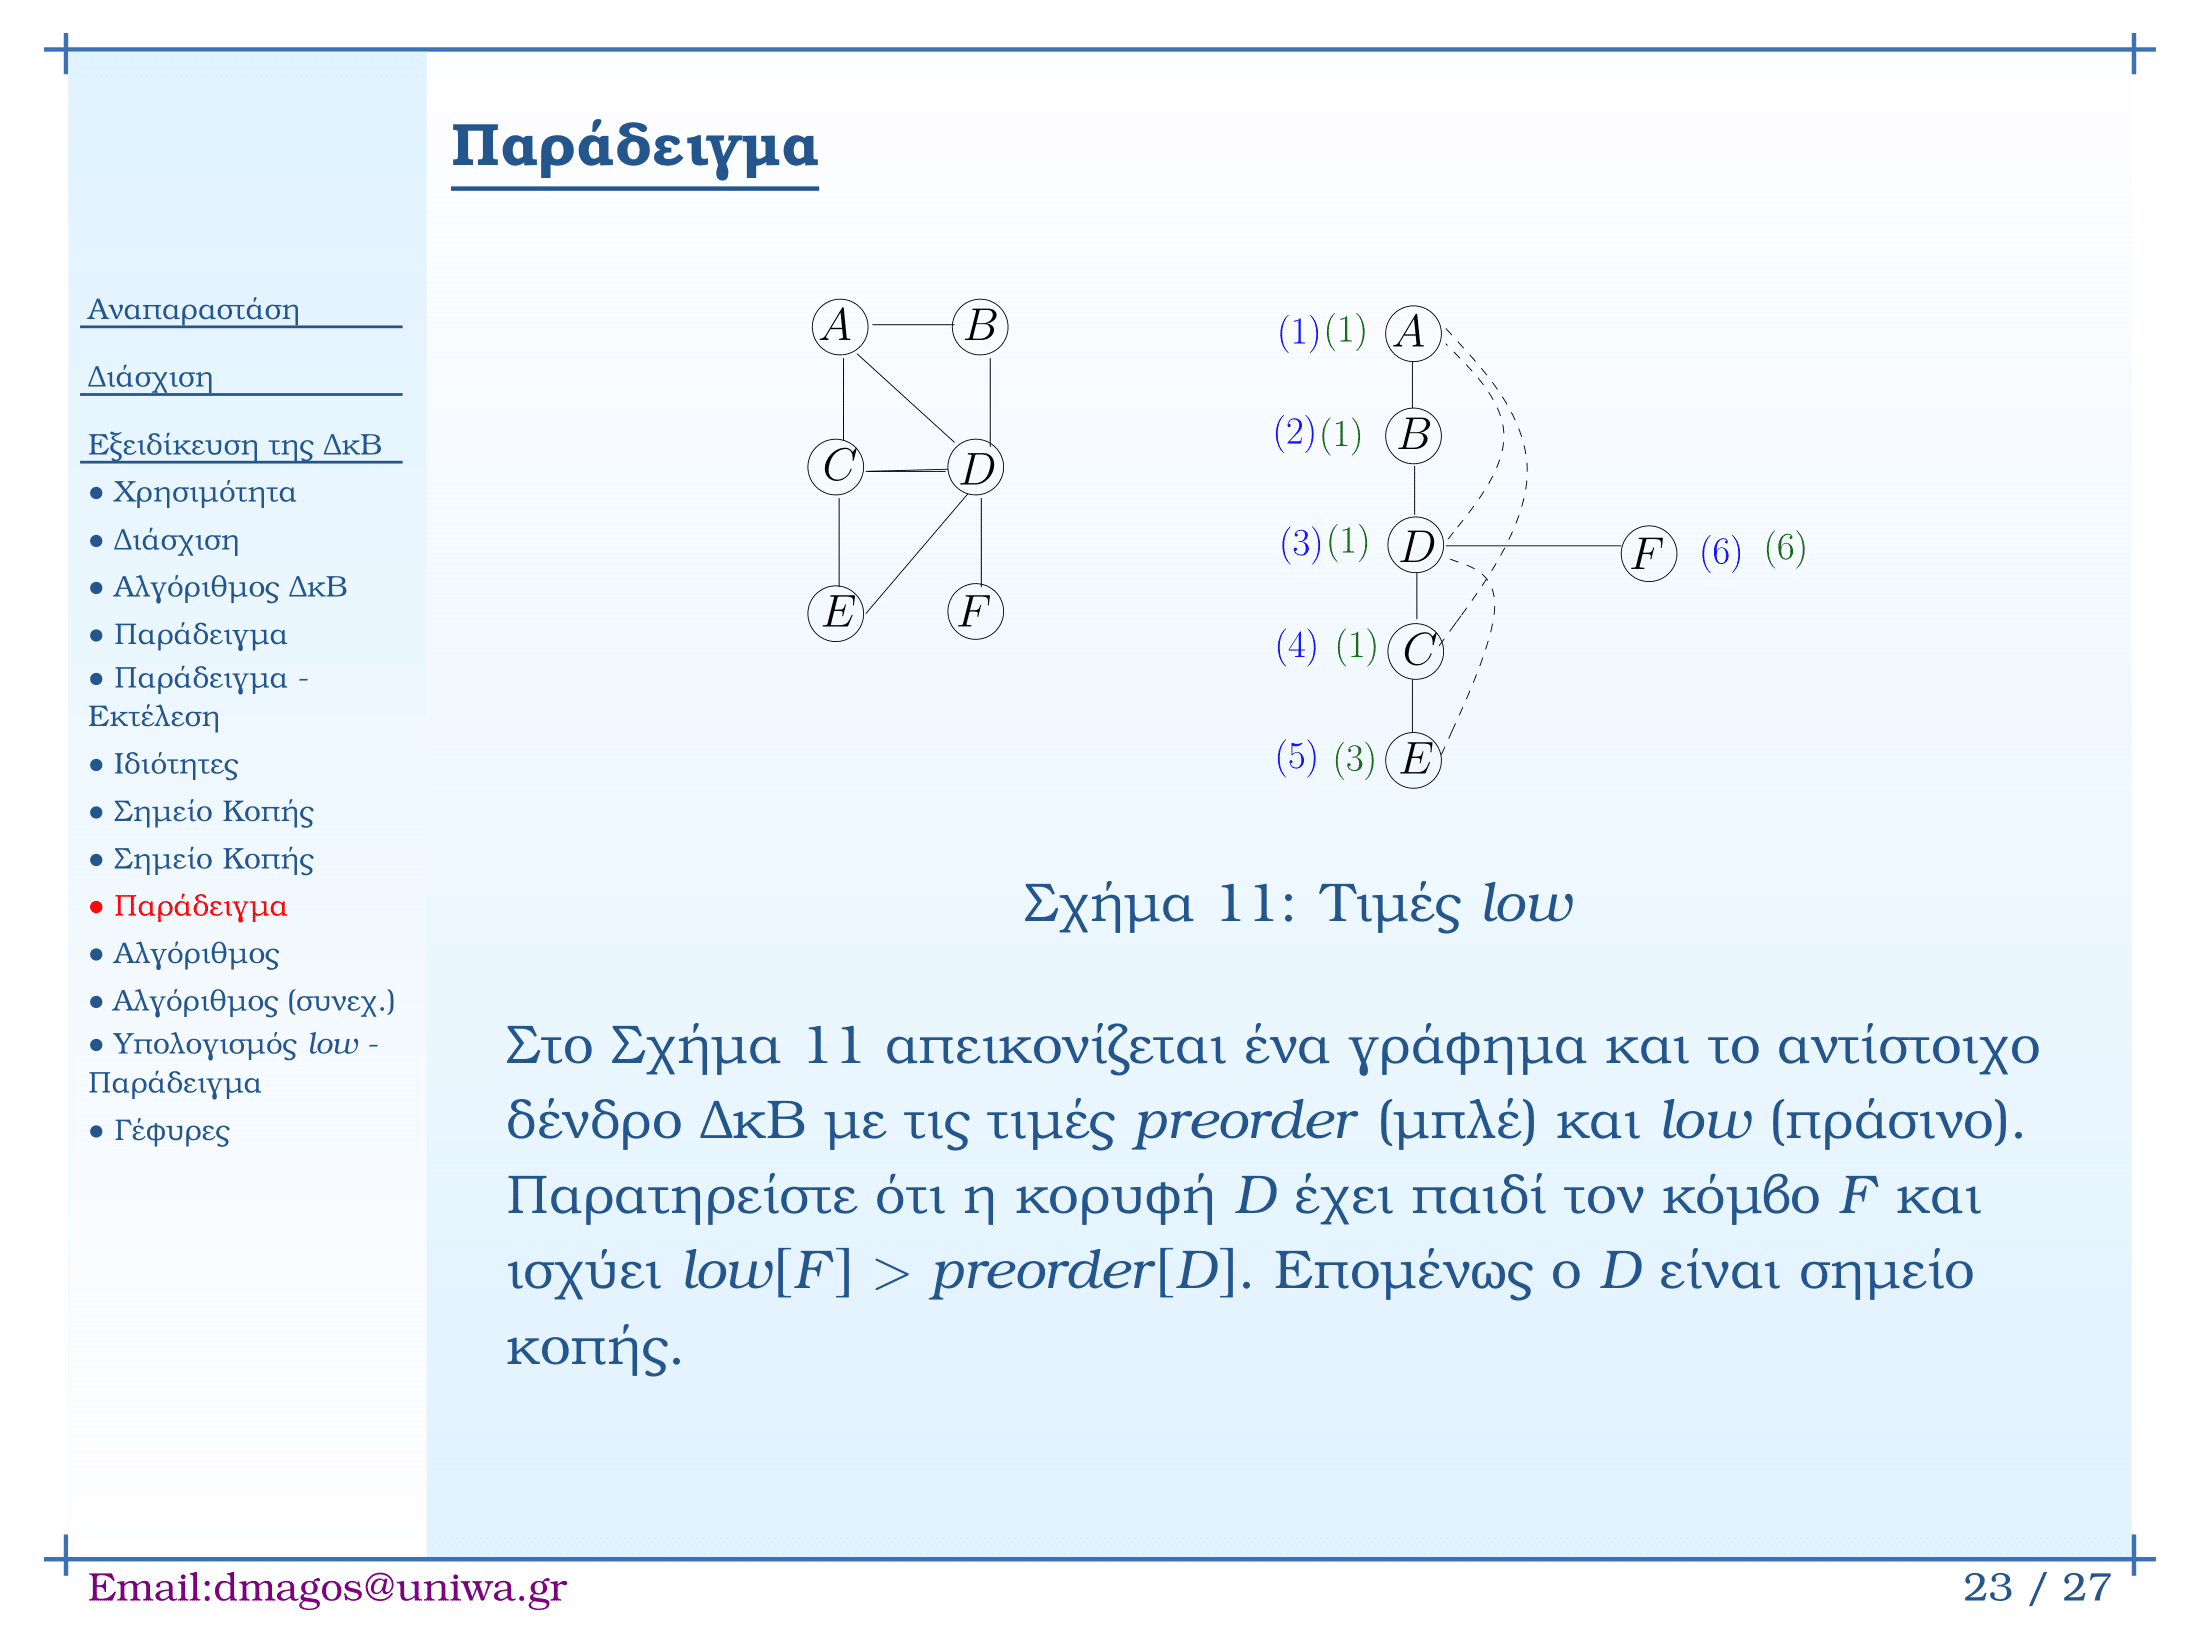 Παράδειγμα
Αναπαραστάση
Διάσχιση
Εξειδίκευση της ΔκΒ
● Χρησιμότητα
● Διάσχιση
● Αλγόριθμος ΔκΒ
● Παράδειγμα
● Παράδειγμα -
Εκτέλεση
● Ιδιότητες
● Σημείο Κοπής
● Σημείο Κοπής
● Παράδειγμα
● Αλγόριθμος
● Αλγόριθμος (συνεχ.)
● Υπολογισμός low -
Παράδειγμα
● Γέφυρες
A B
C D
E F
(1) (1) A
(2) (1) B
(3) (1) D F (6) (6)
(4) (1) C
(5) (3) E
Σχήμα 11: Τιμές low
Στο Σχήμα 11 απεικονίζεται ένα γράφημα και το αντίστοιχο
δένδρο ΔκΒ με τις τιμές preorder (μπλέ) και low (πράσινο).
Παρατηρείστε ότι η κορυφή D έχει παιδί τον κόμβο F και
ισχύει low[F] > preorder[D]. Επομένως ο D είναι σημείο
κοπής.
Email:dmagos@uniwa.gr
23 / 27